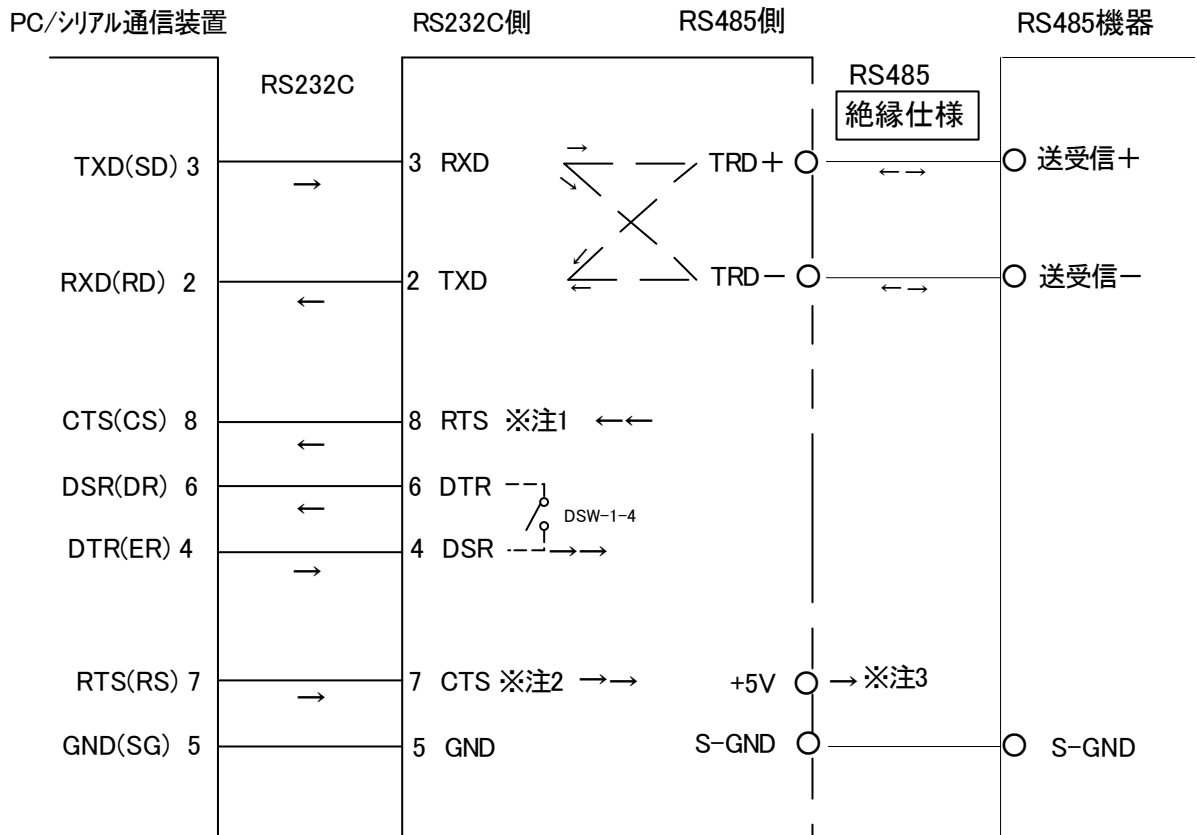 PC/シリアル通信装置 RS232C側 RS485側 RS485機器
RS232C RS485
絶縁仕様
TXD(SD) 3 → 3 RXD → TRD+ ←→ 送受信+
RXD(RD) 2 ← 2 TXD ← TRD- ←→ 送受信-
CTS(CS) 8 ← 8 RTS ※注1 ←←
DSR(DR) 6 ← 6 DTR
DSW-1-4
DTR(ER) 4 → 4 DSR →→
RTS(RS) 7 → 7 CTS ※注2 →→ +5V → ※注3
GND(SG) 5 5 GND S-GND S-GND